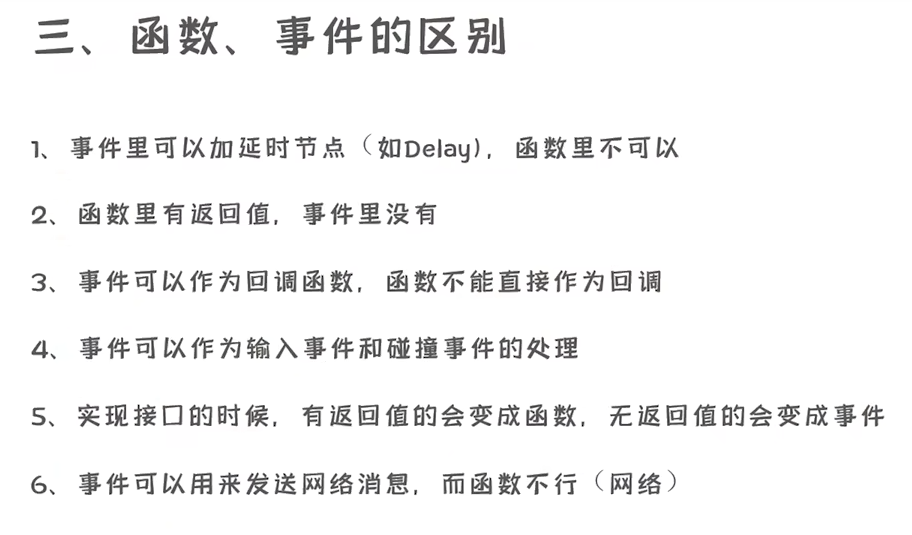 三、函数、事件的区别
1、事件里可以加延时节点（如Delay)，函数里不可以
2、函数里有返回值，事件里没有
3、事件可以作为回调函数，函数不能直接作为回调
4、事件可以作为输入事件和碰撞事件的处理
5、实现接口的时候，有返回值的会变成函数，无返回值的会变成事件
6、事件可以用来发送网络消息，而函数不行（网络）